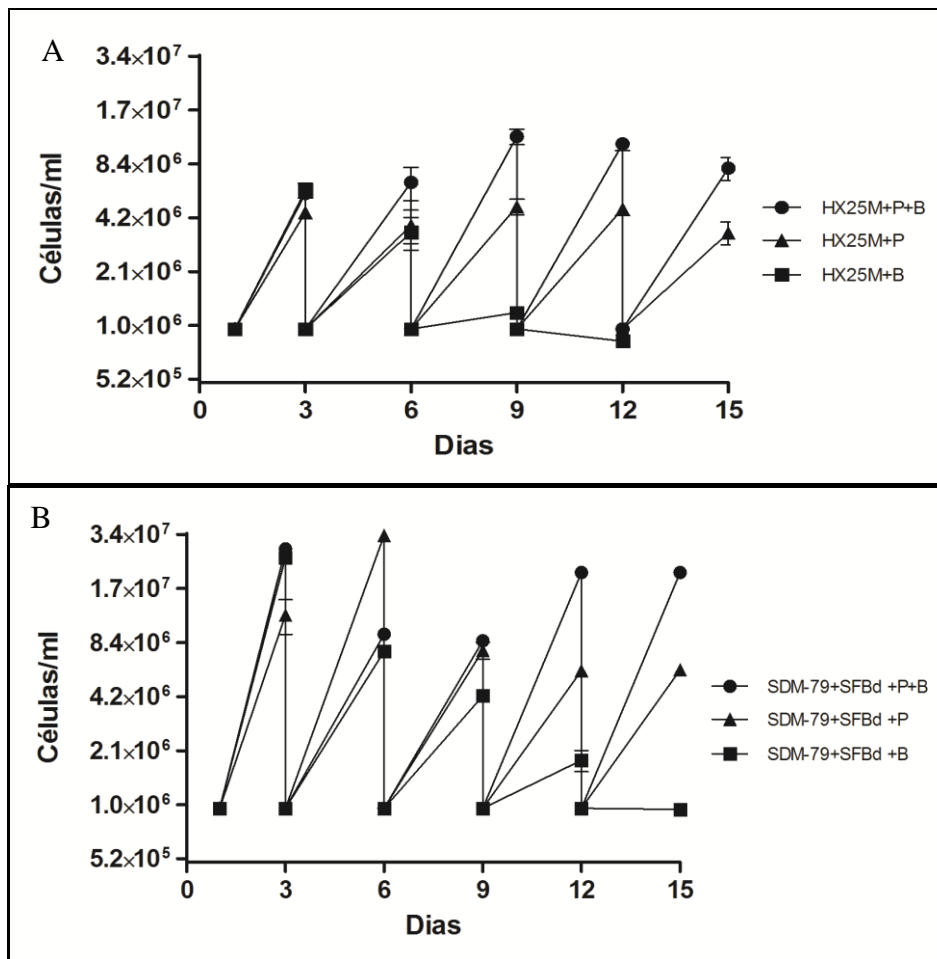 A
Células/ml
3.4×10⁷
1.7×10⁷
8.4×10⁶
4.2×10⁶
2.1×10⁶
1.0×10⁶
5.2×10⁵
0 3 6 9 12 15
Dias
HX25M+P+B
HX25M+P
HX25M+B
B
Células/ml
3.4×10⁷
1.7×10⁷
8.4×10⁶
4.2×10⁶
2.1×10⁶
1.0×10⁶
5.2×10⁵
0 3 6 9 12 15
Dias
SDM-79+SFBd +P+B
SDM-79+SFBd +P
SDM-79+SFBd +B